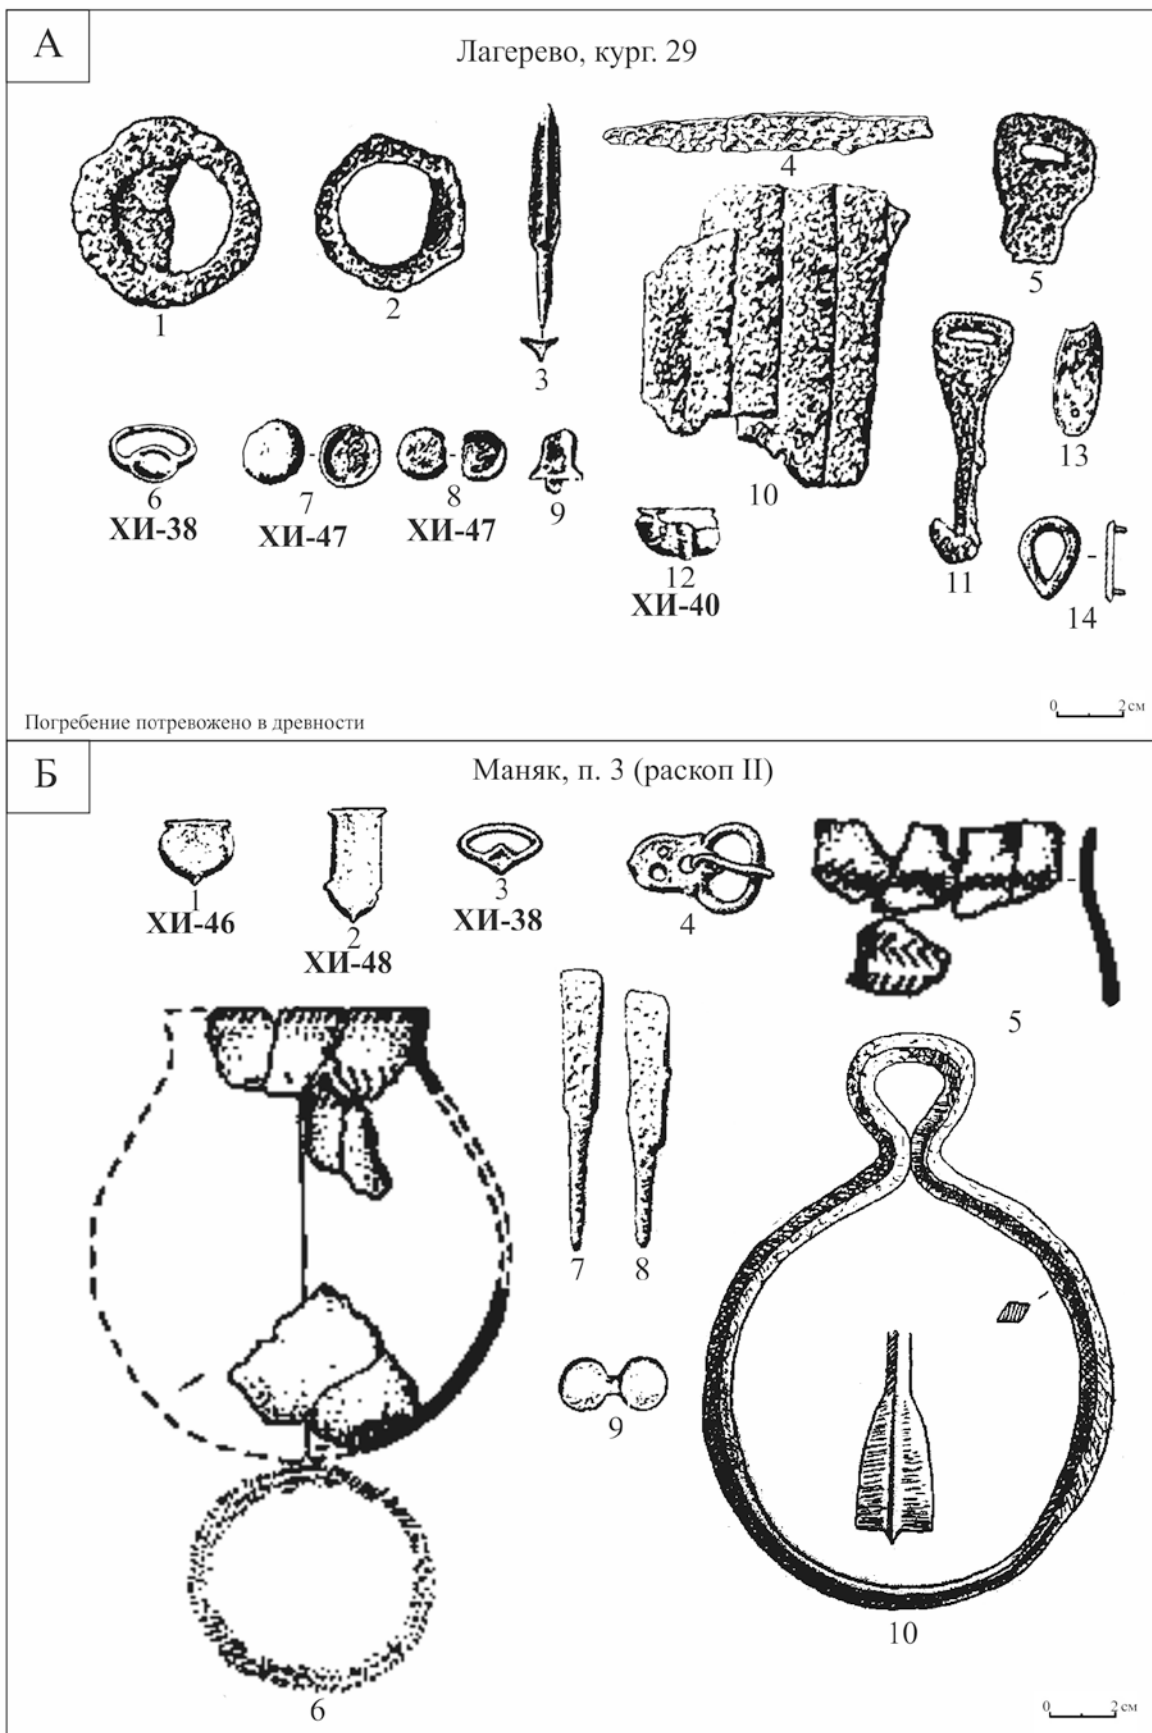 А
Лагерево, кург. 29
1
2
3
4
5
6
ХИ-38
7
ХИ-47
8
ХИ-47
9
10
11
12
ХИ-40
13
14
Погребение потревожено в древности
0 2 см
Б
Маняк, п. 3 (раскоп II)
1
ХИ-46
2
ХИ-48
3
ХИ-38
4
5
6
7
8
9
10
0 2 см